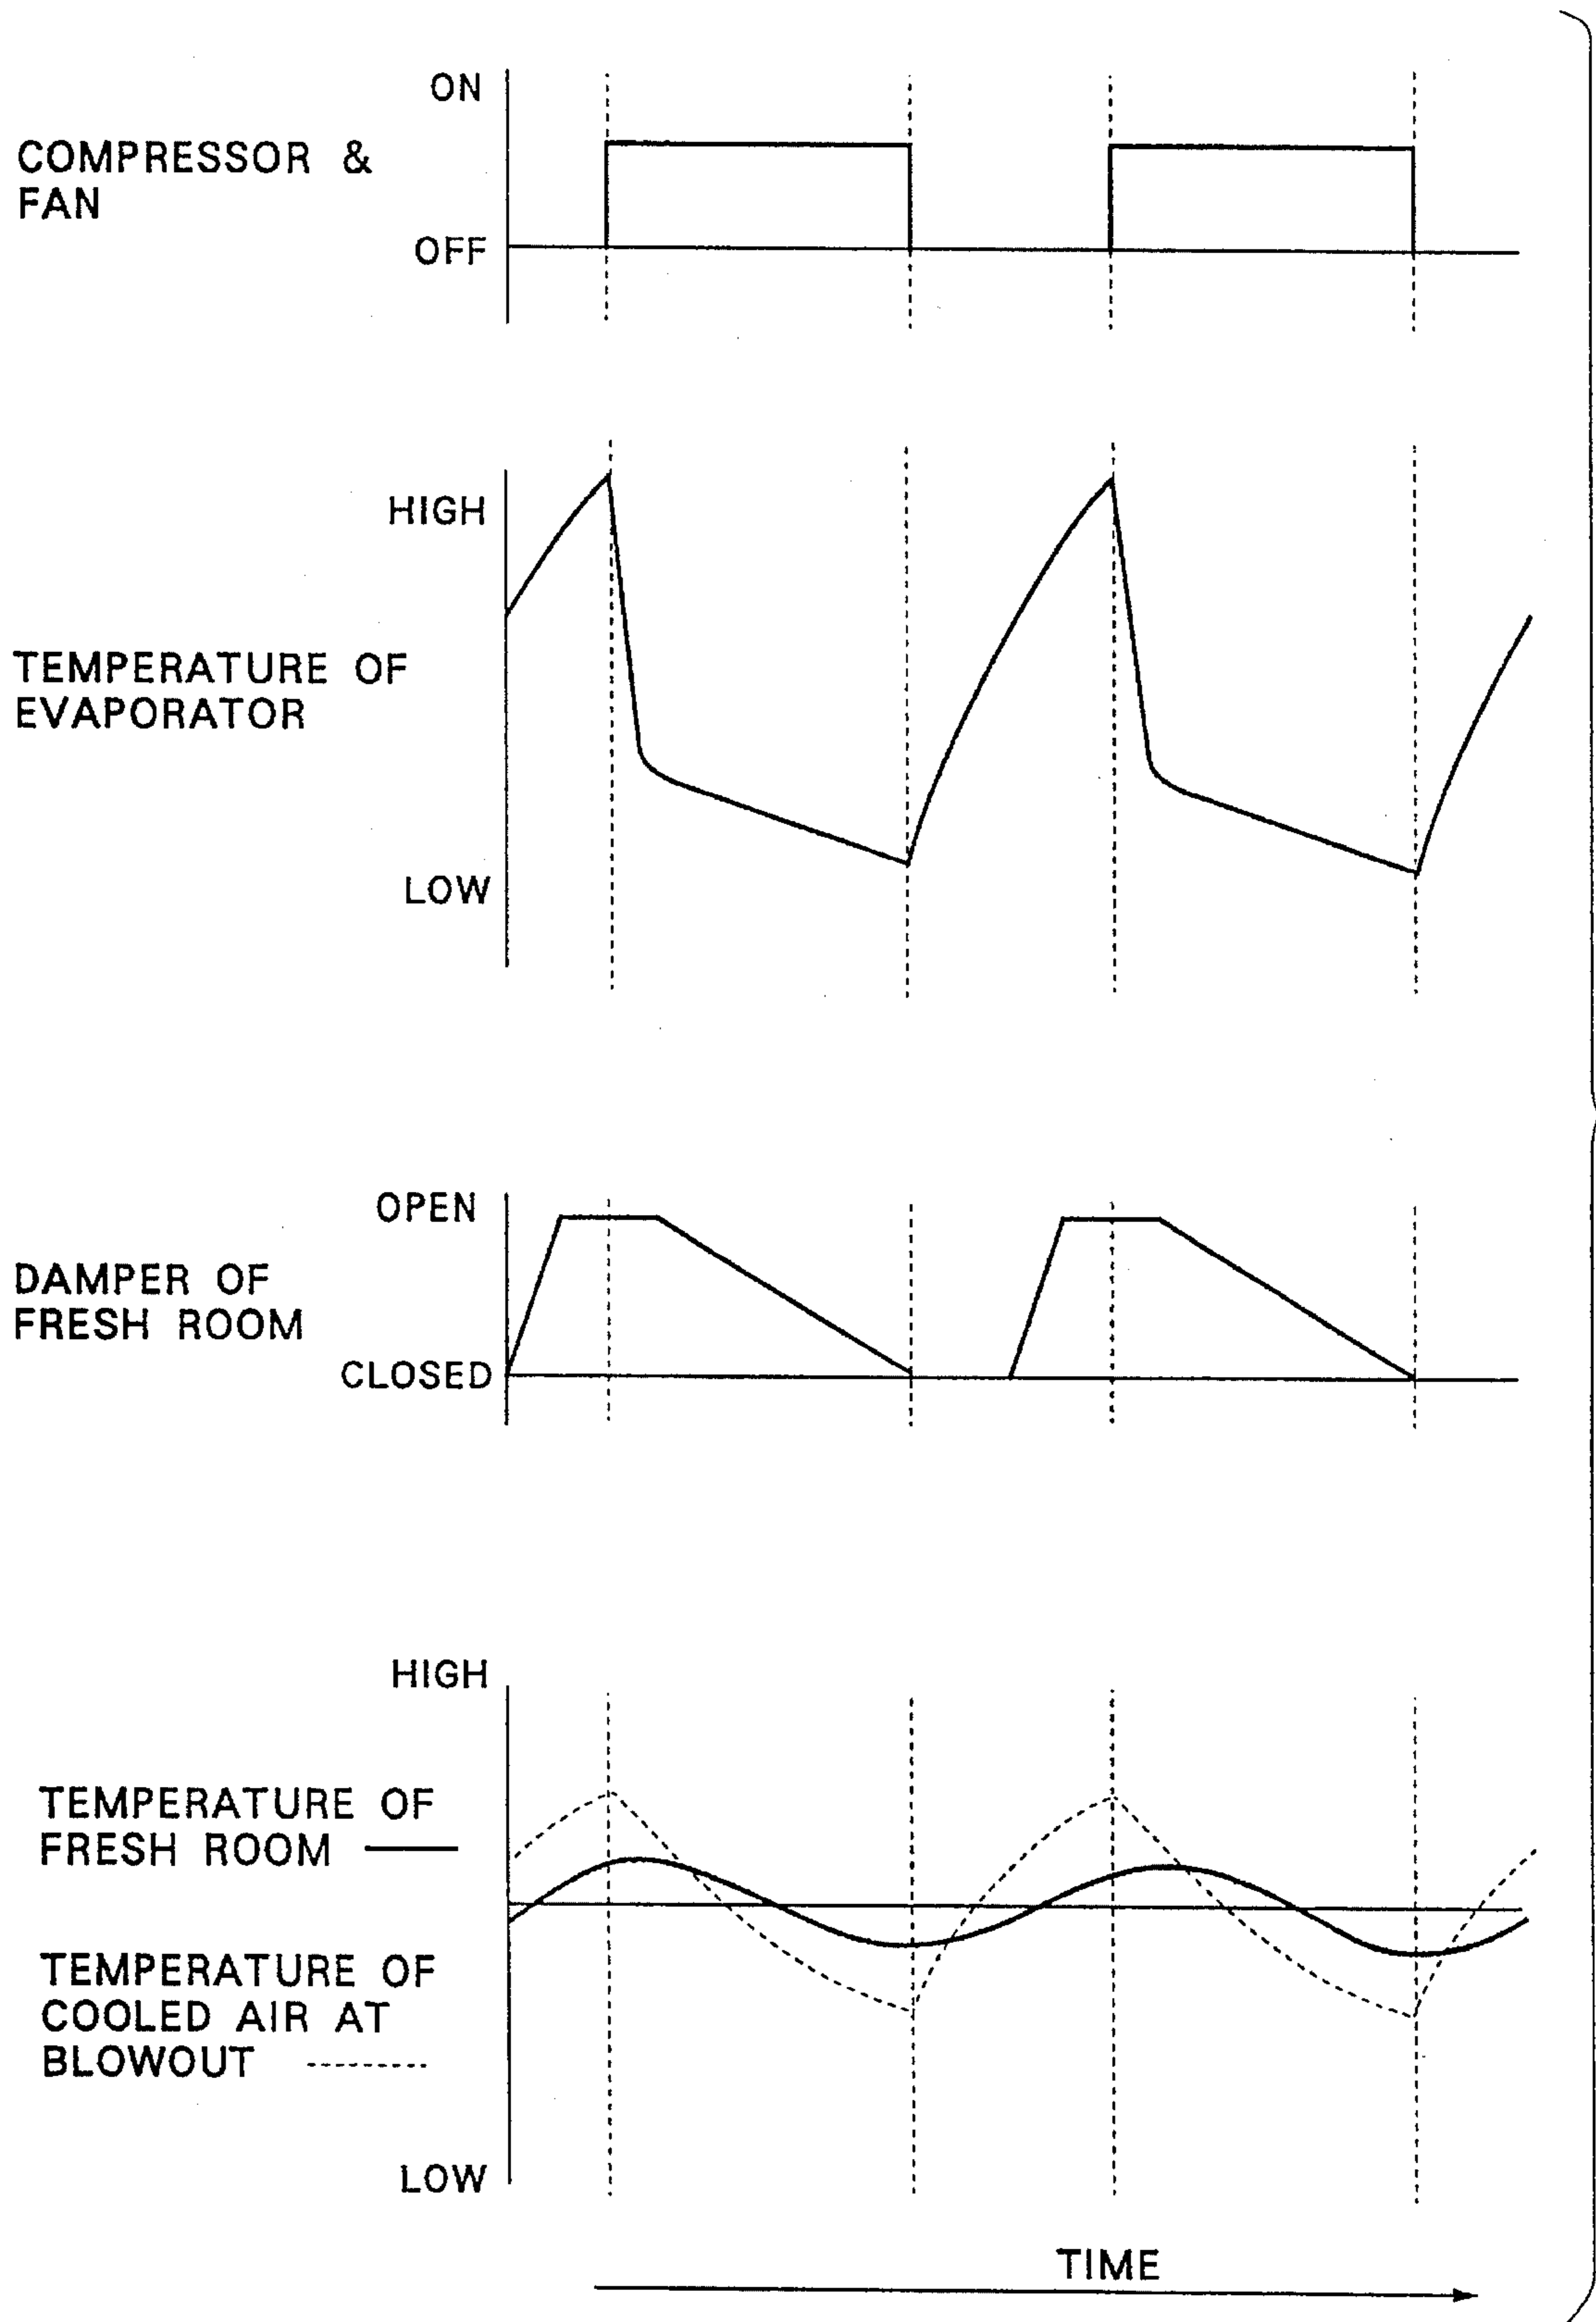 ON
COMPRESSOR &
FAN
OFF
HIGH
TEMPERATURE OF
EVAPORATOR
LOW
OPEN
DAMPER OF
FRESH ROOM
CLOSED
HIGH
TEMPERATURE OF
FRESH ROOM
TEMPERATURE OF
COOLED AIR AT
BLOWOUT
LOW
TIME